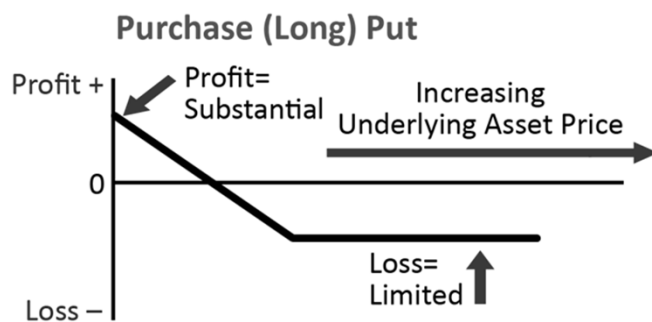 Purchase (Long) Put
Profit +
Profit=
Substantial
Increasing
Underlying Asset Price
0
Loss=
Limited
Loss –